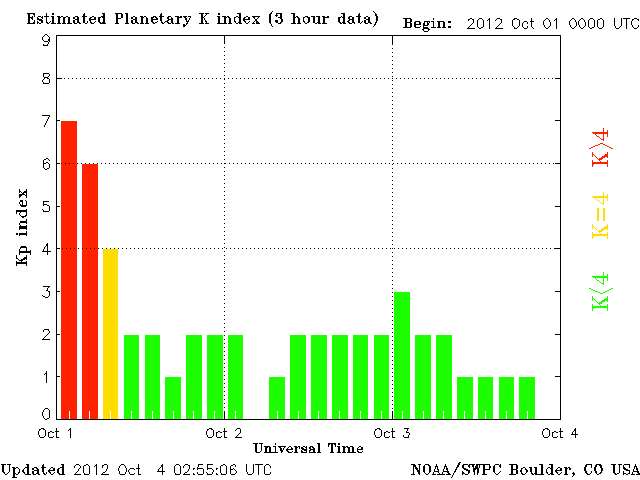 Estimated Planetary K index (3 hour data)
Begin: 2012 Oct 01 0000 UTC
9
8
7
6
5
4
3
2
1
0
Kp index
K>4
K=4
K<4
Oct 1 Oct 2 Oct 3 Oct 4
Universal Time
Updated 2012 Oct 4 02:55:06 UTC
NOAA/SWPC Boulder, CO USA